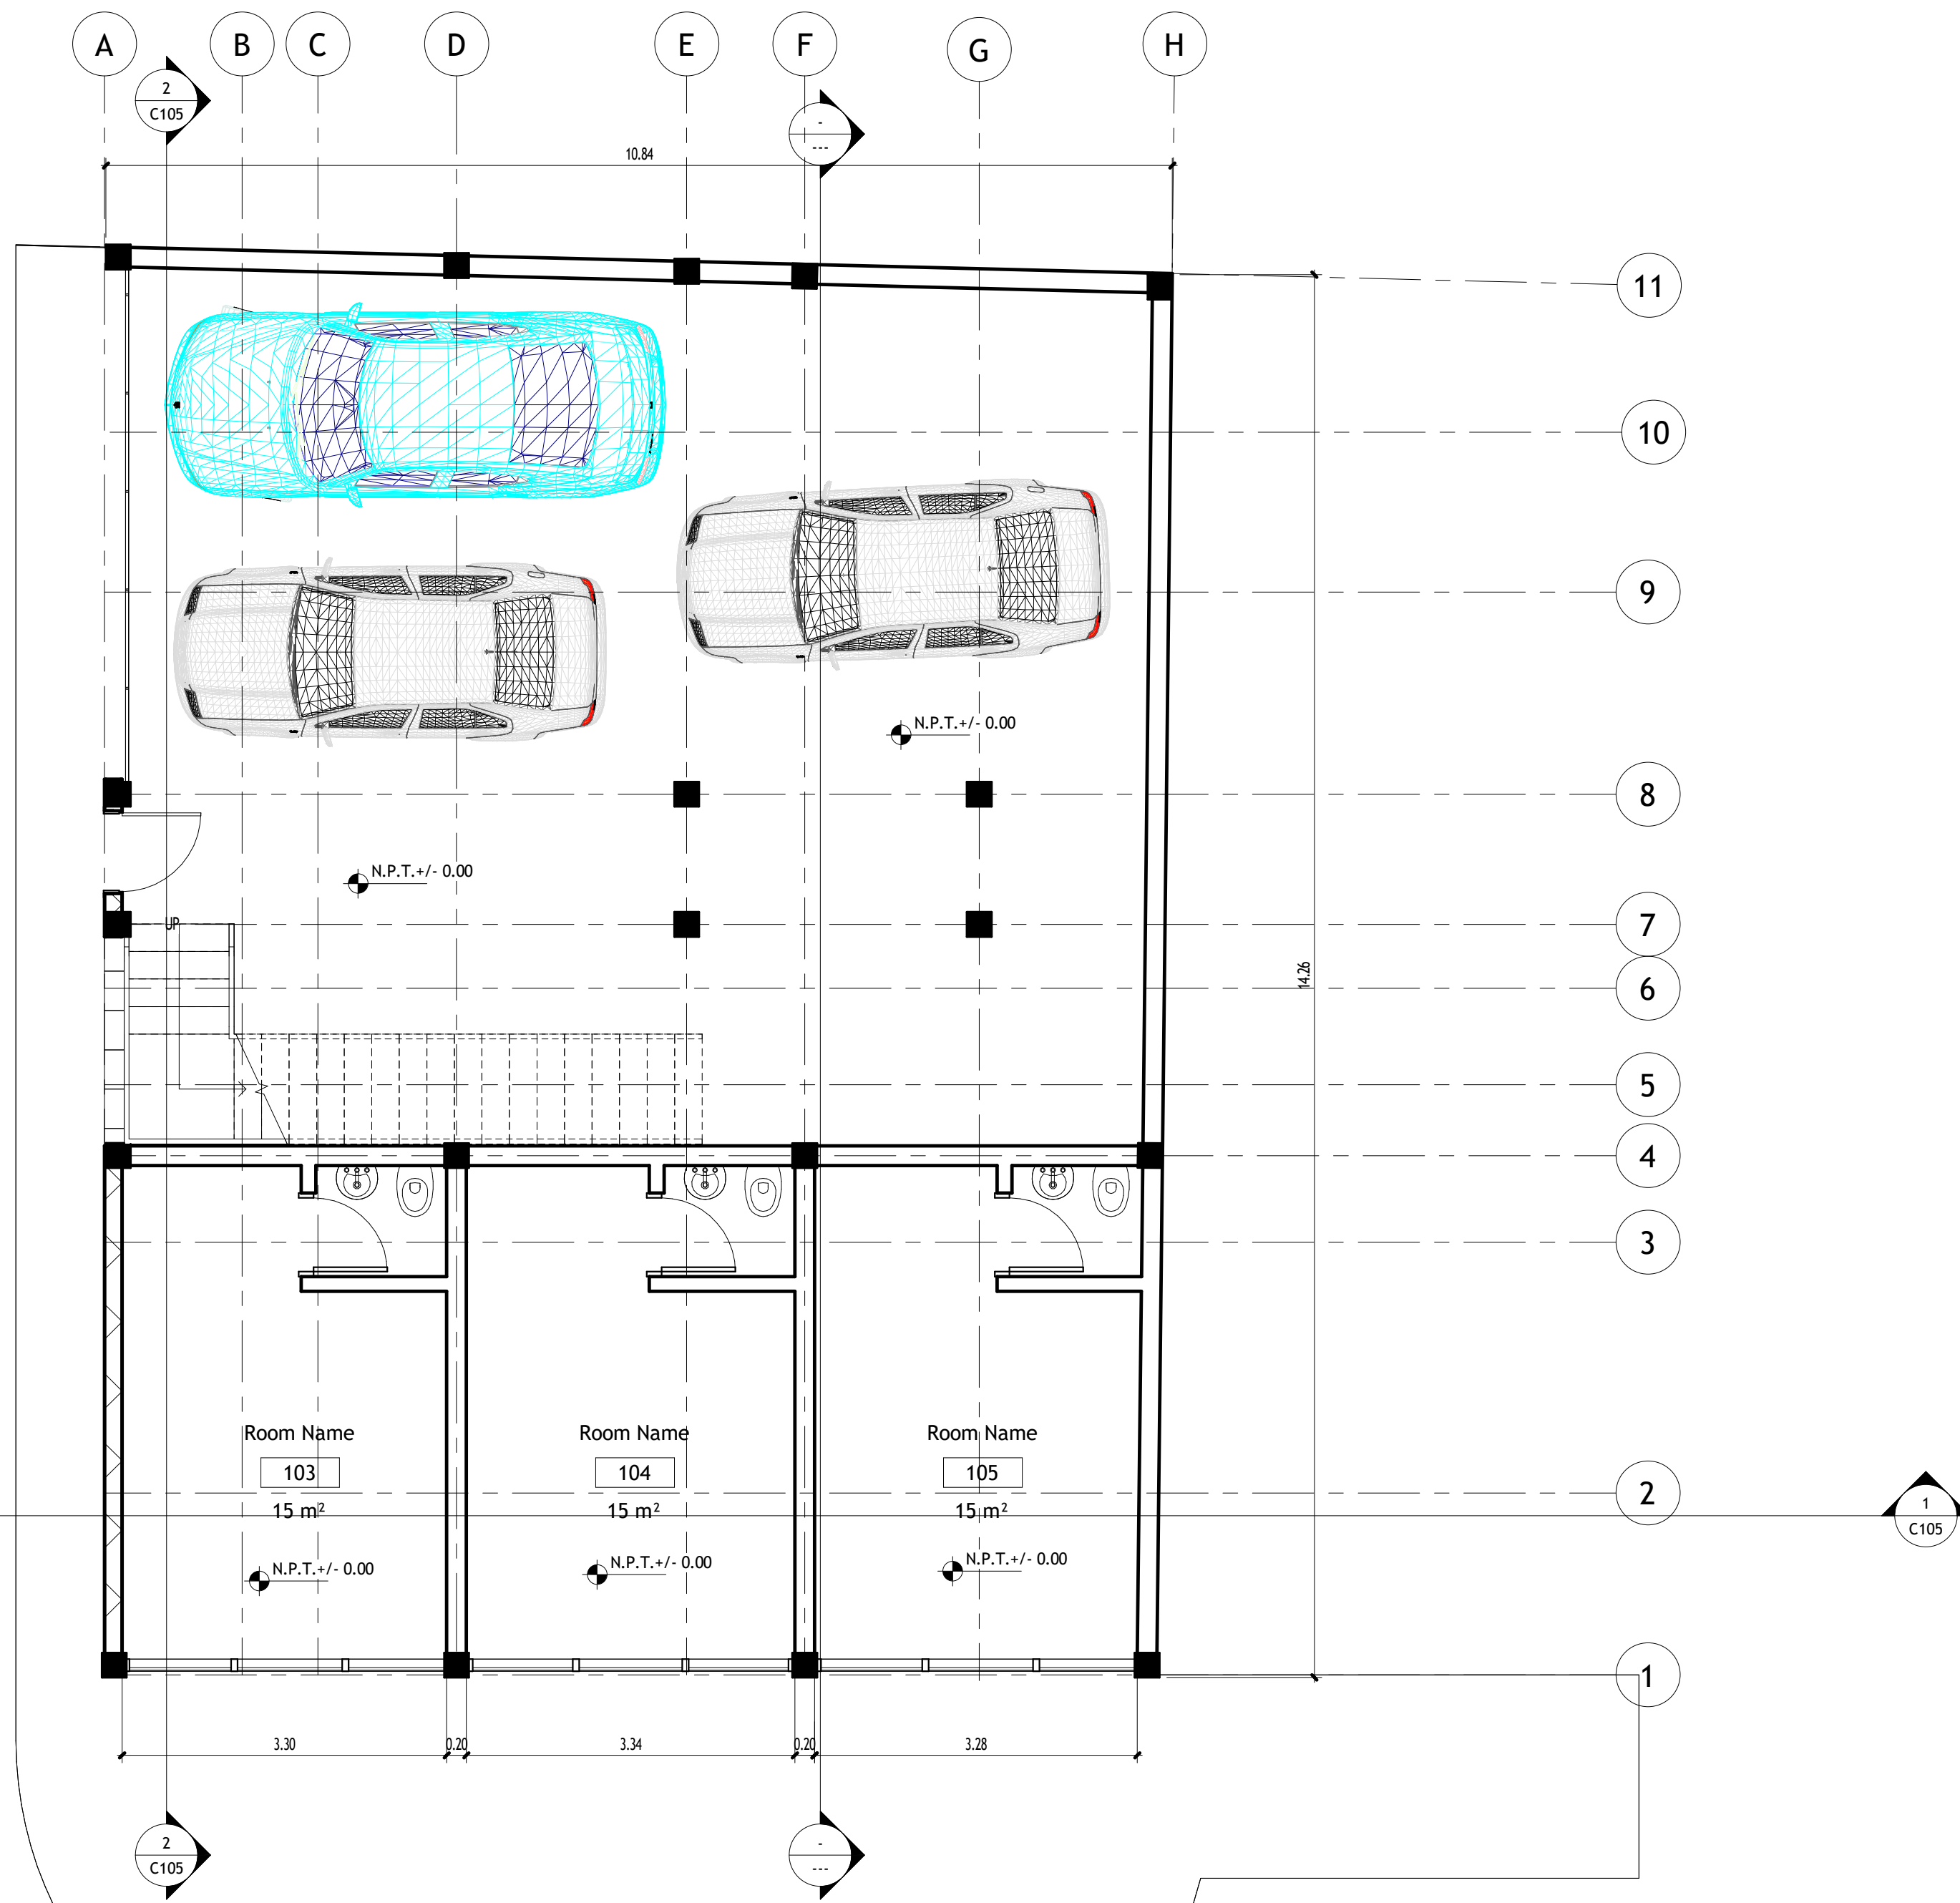 A B C D E F G H
2
C105
-
---
10.84
11
10
9
N.P.T.+/- 0.00
8
N.P.T.+/- 0.00
UP
7
14.26
6
5
4
3
Room Name Room Name Room Name
103 104 105
2
15 m² 15 m² 15 m²
1
C105
N.P.T.+/- 0.00 N.P.T.+/- 0.00 N.P.T.+/- 0.00
1
3.30 0.20 3.34 0.20 3.28
2
C105
-
---